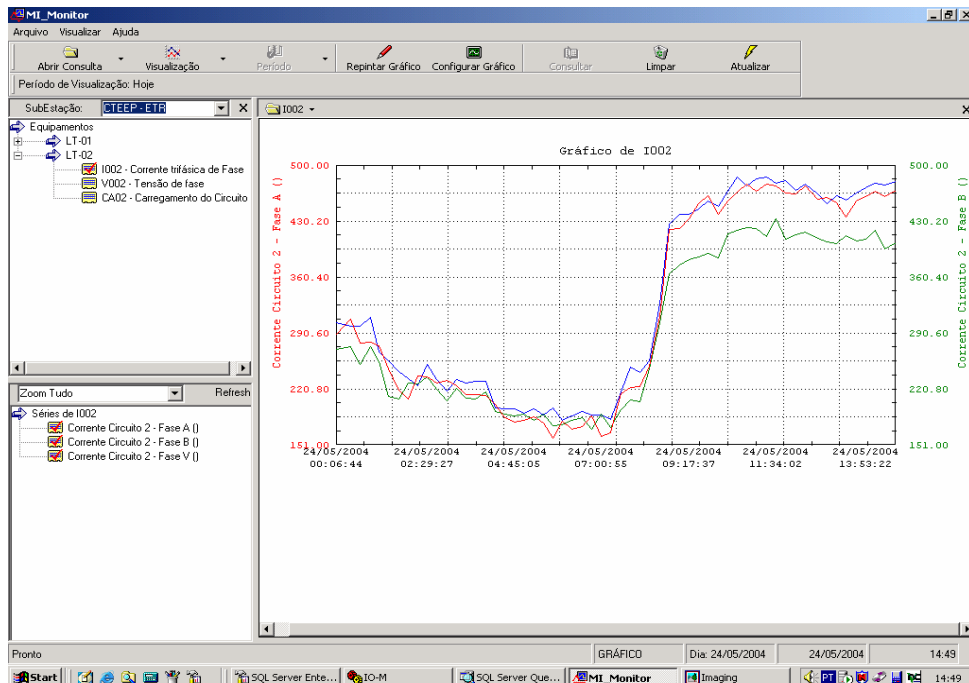 MI_Monitor
Arquivo Visualizar Ajuda
Abrir Consulta Visualização Período Repintar Gráfico Configurar Gráfico Consultar Limpar Atualizar
Período de Visualização: Hoje
SubEstação: CTEEP - ETR
I002
Equipamentos
LT-01
LT-02
I002 - Corrente trifásica de Fase
V002 - Tensão de fase
CA02 - Carregamento do Circuito
Zoom Tudo Refresh
Séries de I002
Corrente Circuito 2 - Fase A ()
Corrente Circuito 2 - Fase B ()
Corrente Circuito 2 - Fase V ()
Gráfico de I002
Corrente Circuito 2 - Fase A ()
500.00
430.20
360.40
290.60
220.80
151.00
500.00
430.20
360.40
290.60
220.80
151.00
Corrente Circuito 2 - Fase B ()
24/05/2004 24/05/2004 24/05/2004 24/05/2004 24/05/2004 24/05/2004 24/05/2004
00:06:44 02:29:27 04:45:05 07:00:55 09:17:37 11:34:02 13:53:22
Pronto GRÁFICO Dia: 24/05/2004 24/05/2004 14:49
Start SQL Server Ente... IO-M SQL Server Que... MI_Monitor Imaging PT 14:49